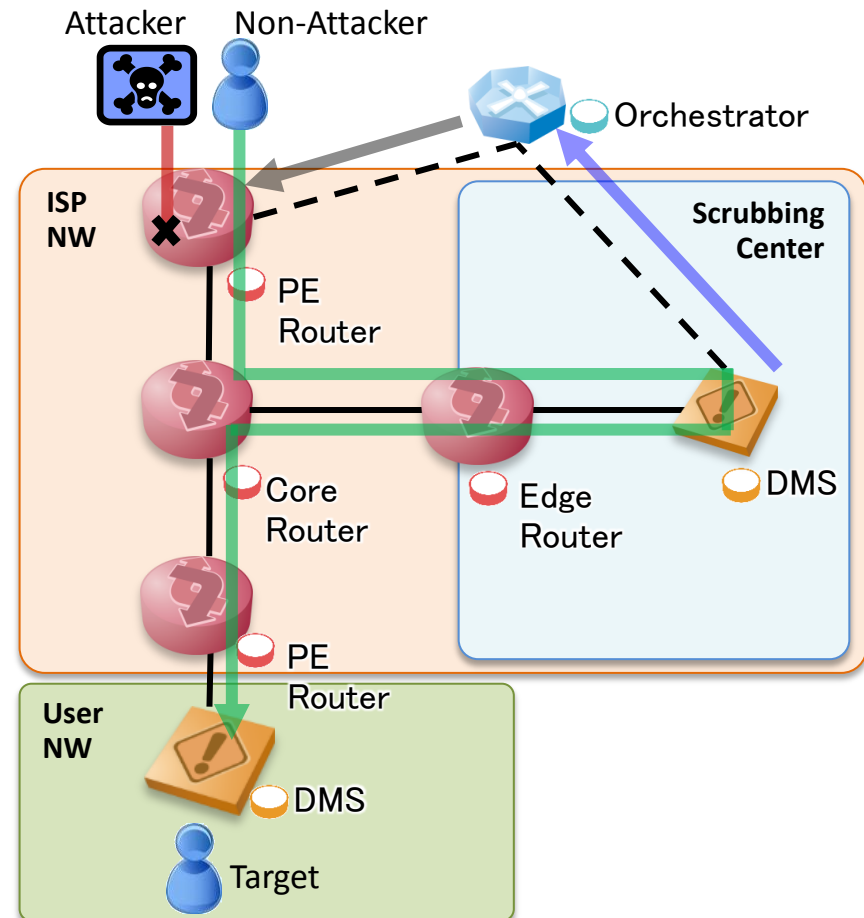 Attacker
Non-Attacker
Orchestrator
ISP
NW
Scrubbing
Center
PE
Router
Core
Router
Edge
Router
DMS
PE
Router
User
NW
DMS
Target